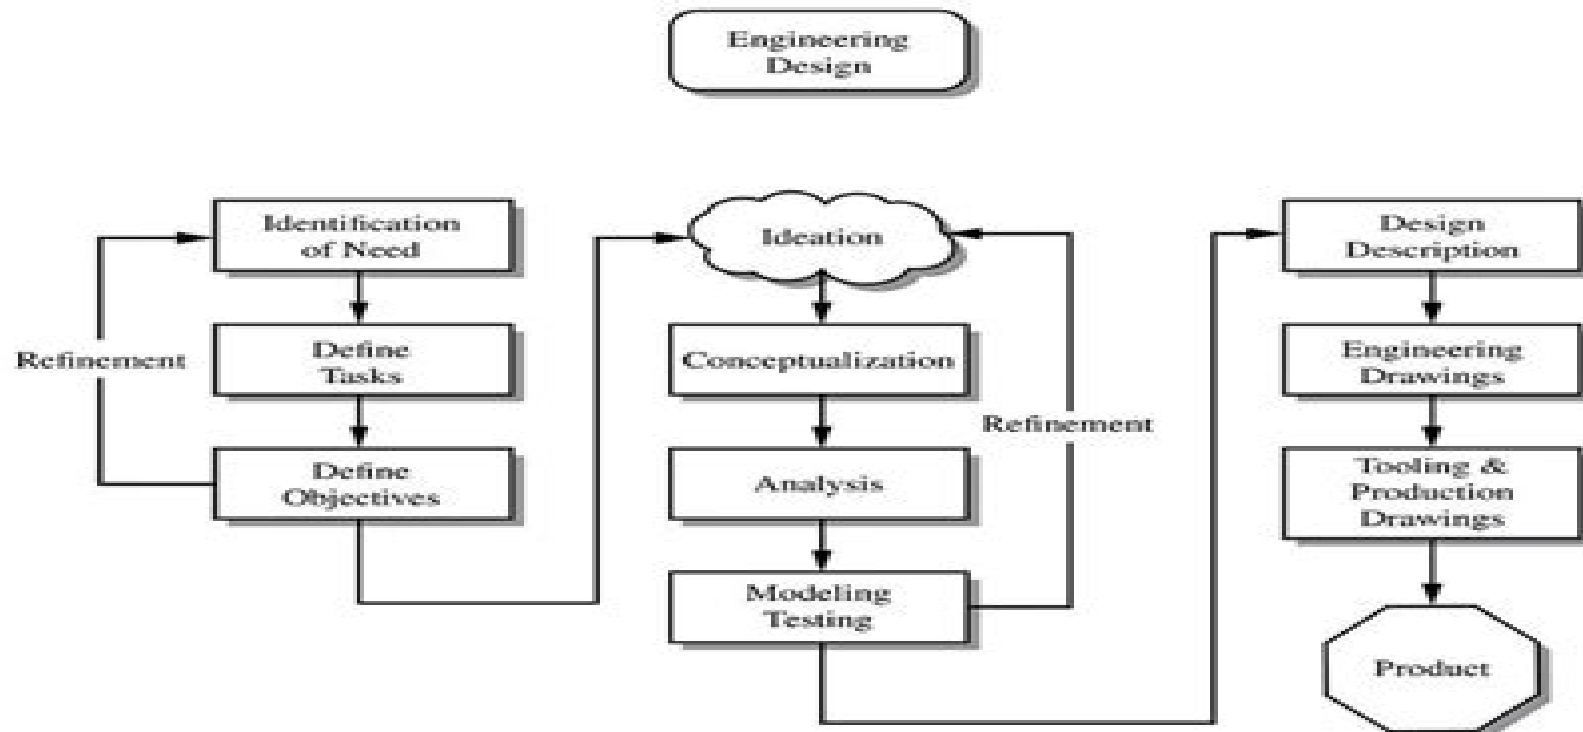 Engineering
Design
Identification
of Need
Define
Tasks
Define
Objectives
Refinement
Ideation
Conceptualization
Analysis
Modeling
Testing
Refinement
Design
Description
Engineering
Drawings
Tooling &
Production
Drawings
Product